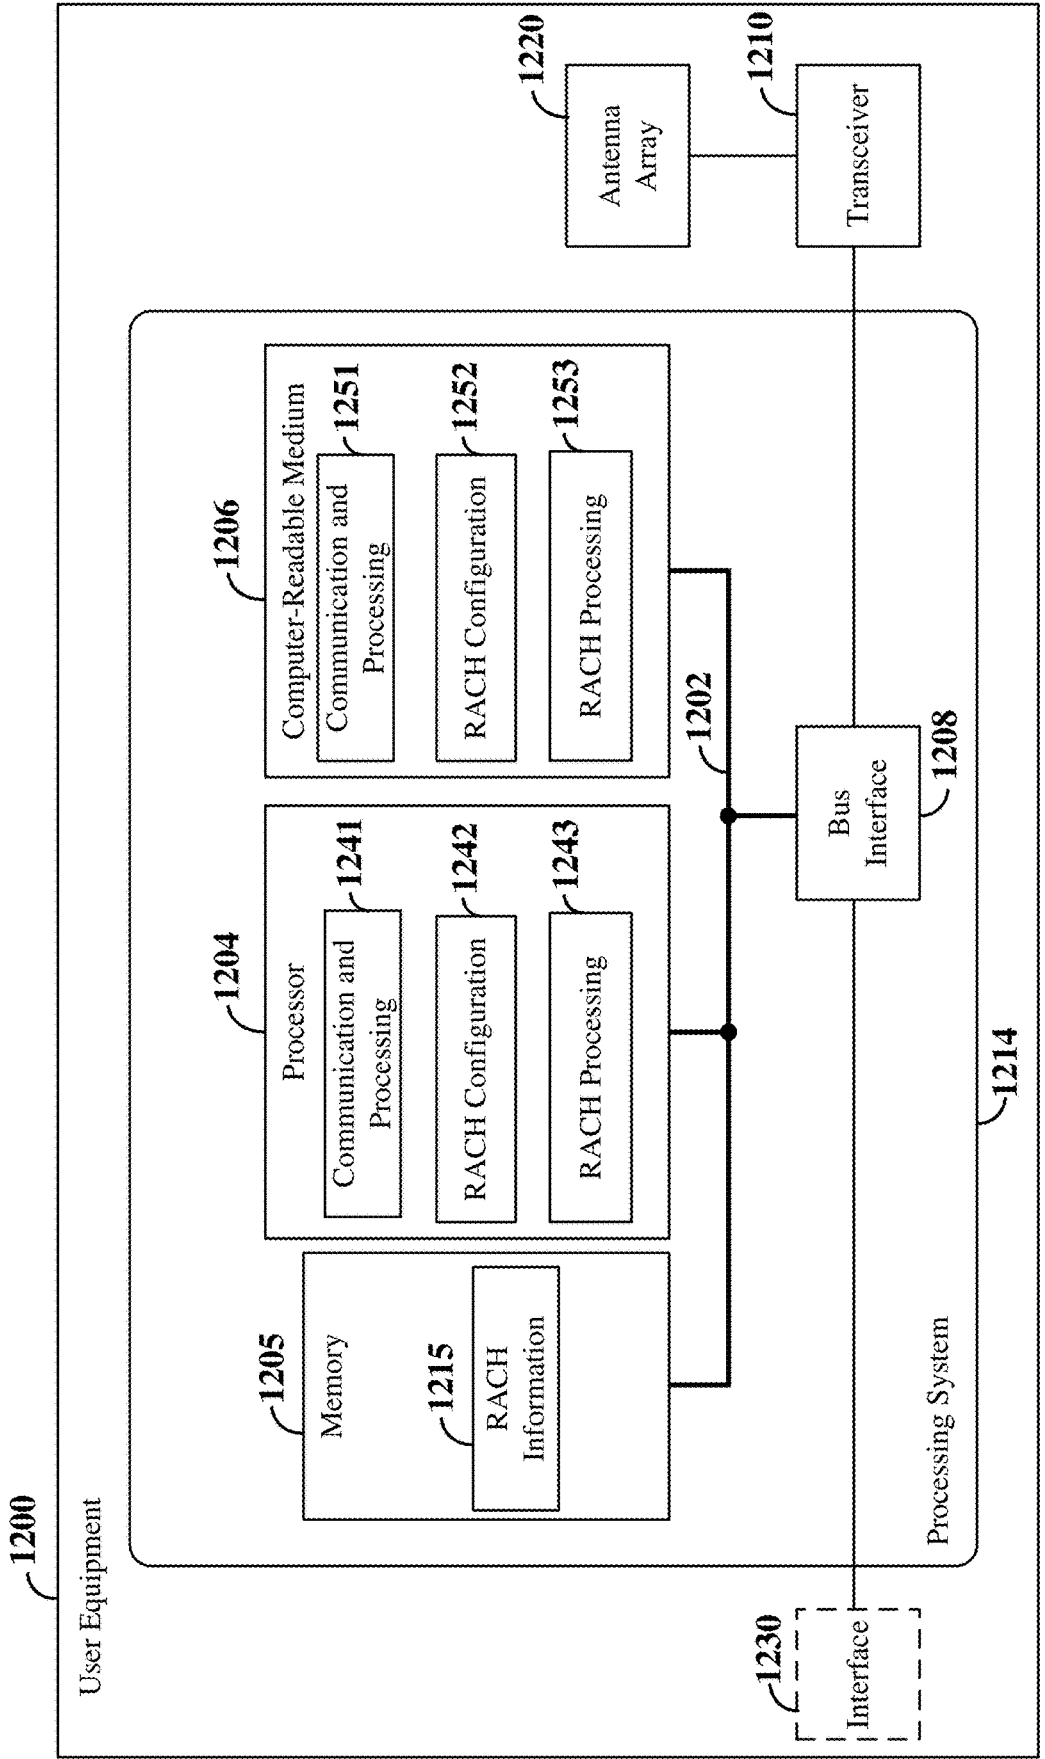 1200
User Equipment
1205
Memory
1215
RACH
Information
1204
Processor
1241
Communication and
Processing
1242
RACH Configuration
1243
RACH Processing
1206
Computer-Readable Medium
1251
Communication and
Processing
1252
RACH Configuration
1253
RACH Processing
1202
1220
Antenna
Array
1210
Transceiver
1230
Interface
Bus
Interface
1208
Processing System
1214